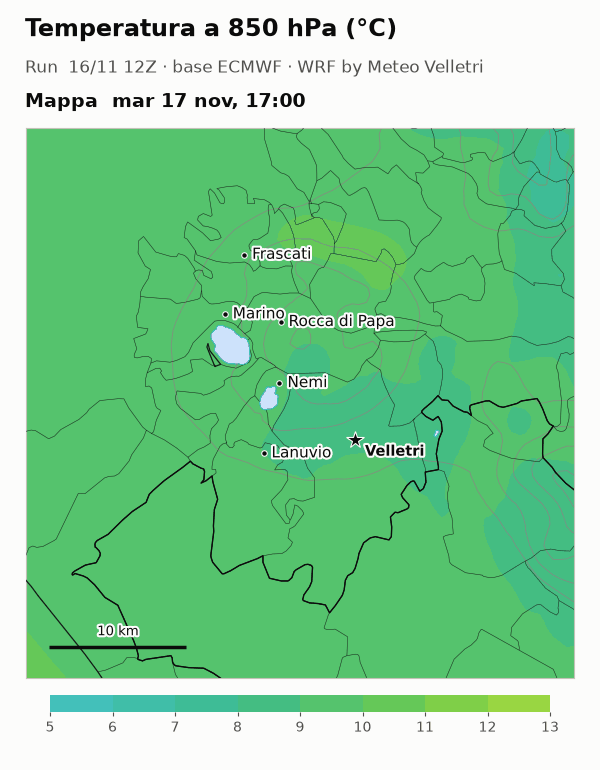 Temperatura a 850 hPa (°C)
Run  16/11 12Z · base ECMWF · WRF by Meteo Velletri
Mappa  mar 17 nov, 17:00
Frascati
Marino
Rocca di Papa
Nemi
Velletri
Lanuvio
10 km
5 6 7 8 9 10 11 12 13